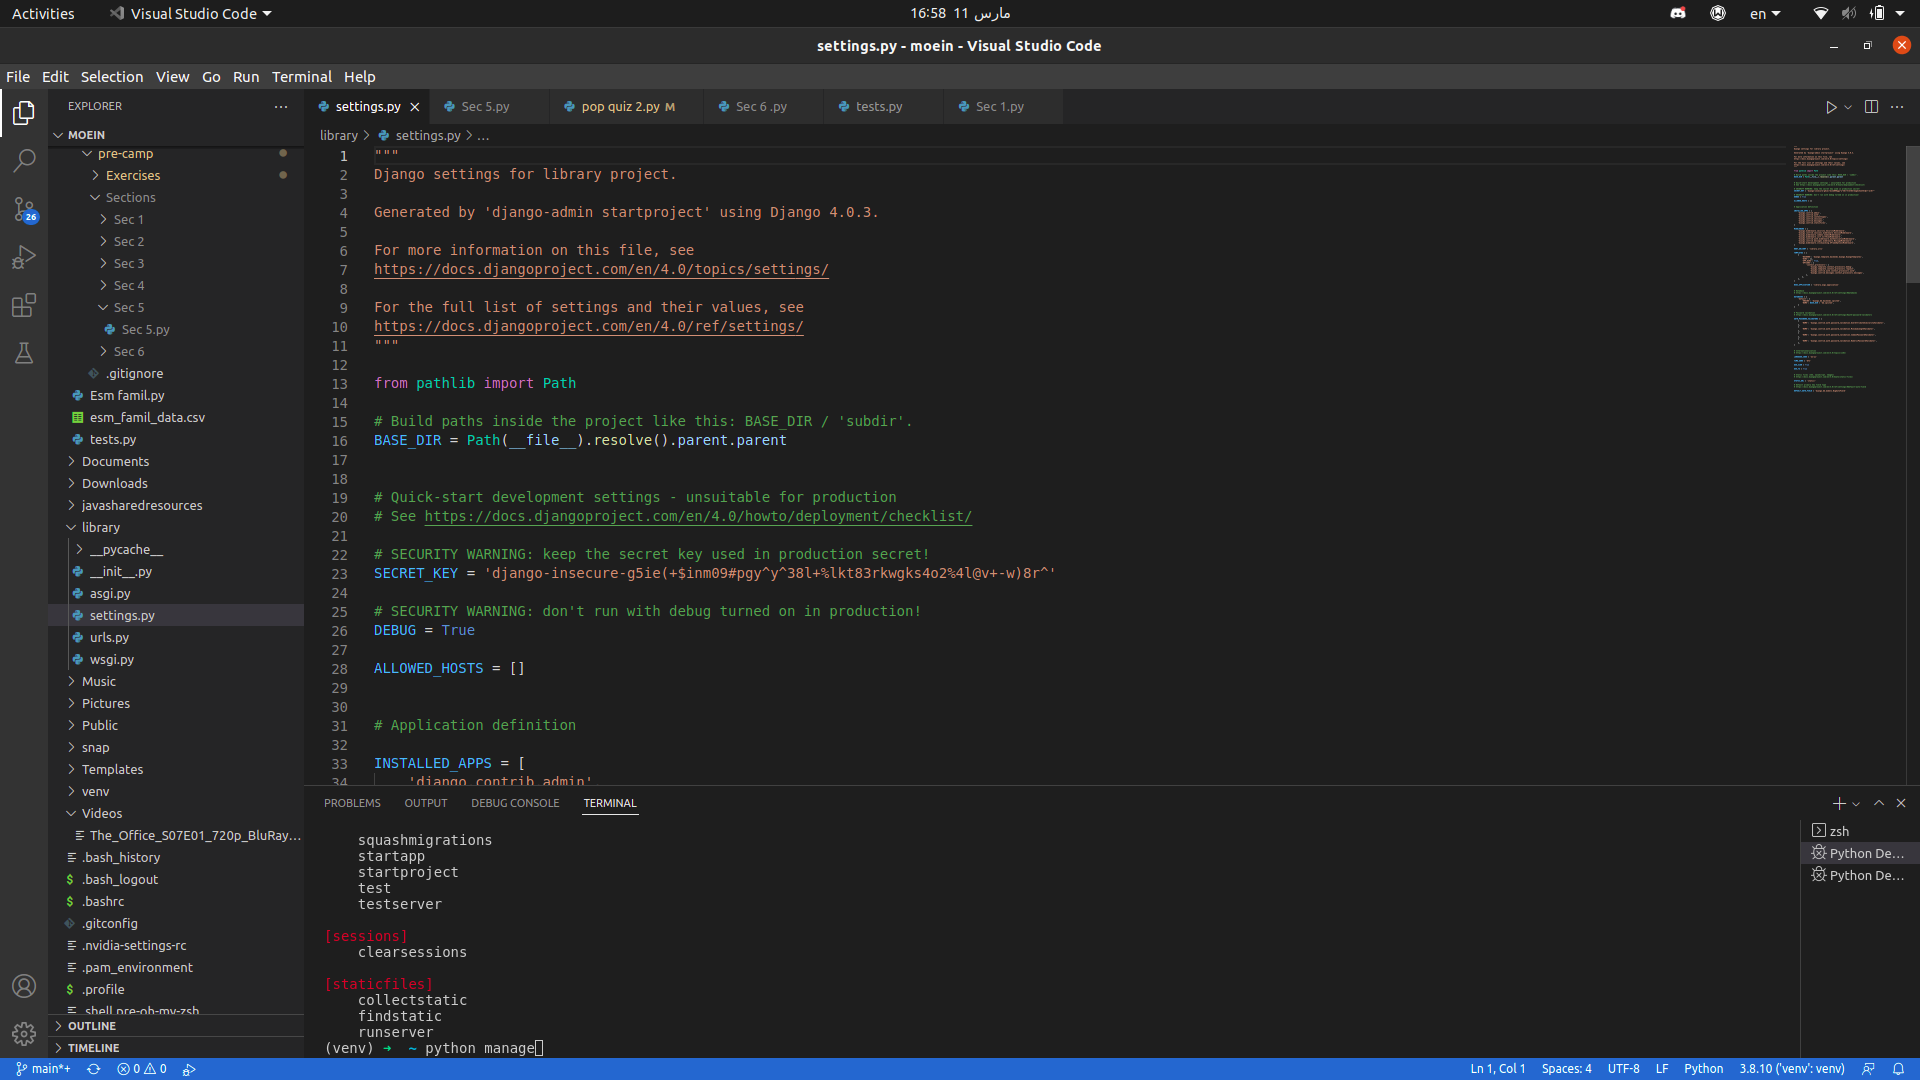 Activities
Visual Studio Code
16:58 11 مارس
en
settings.py - moein - Visual Studio Code
File Edit Selection View Go Run Terminal Help
EXPLORER
MOEIN
pre-camp
Exercises
Sections
Sec 1
Sec 2
Sec 3
Sec 4
Sec 5
Sec 5.py
Sec 6
.gitignore
Esm famil.py
esm_famil_data.csv
tests.py
Documents
Downloads
javasharedresources
library
__pycache__
__init__.py
asgi.py
settings.py
urls.py
wsgi.py
Music
Pictures
Public
snap
Templates
venv
Videos
The_Office_S07E01_720p_BluRay...
.bash_history
.bash_logout
.bashrc
.gitconfig
.nvidia-settings-rc
.pam_environment
.profile
.shell.pre-oh-my-zsh
OUTLINE
TIMELINE
26
settings.py
Sec 5.py
pop quiz 2.py M
Sec 6 .py
tests.py
Sec 1.py
library > settings.py > ...
1 """
2 Django settings for library project.
3
4 Generated by 'django-admin startproject' using Django 4.0.3.
5
6 For more information on this file, see
7 https://docs.djangoproject.com/en/4.0/topics/settings/
8
9 For the full list of settings and their values, see
10 https://docs.djangoproject.com/en/4.0/ref/settings/
11 """
12
13 from pathlib import Path
14
15 # Build paths inside the project like this: BASE_DIR / 'subdir'.
16 BASE_DIR = Path(__file__).resolve().parent.parent
17
18
19 # Quick-start development settings - unsuitable for production
20 # See https://docs.djangoproject.com/en/4.0/howto/deployment/checklist/
21
22 # SECURITY WARNING: keep the secret key used in production secret!
23 SECRET_KEY = 'django-insecure-g5ie(+$inm09#pgy^y^38l+%lkt83rkwgks4o2%4l@v+-w)8r^'
24
25 # SECURITY WARNING: don't run with debug turned on in production!
26 DEBUG = True
27
28 ALLOWED_HOSTS = []
29
30
31 # Application definition
32
33 INSTALLED_APPS = [
34 'django.contrib.admin',
PROBLEMS OUTPUT DEBUG CONSOLE TERMINAL
squashmigrations
startapp
startproject
test
testserver
[sessions]
clearsessions
[staticfiles]
collectstatic
findstatic
runserver
(venv) ➜ ~ python manage
zsh
Python De...
Python De...
main*+
0
0
Ln 1, Col 1
Spaces: 4
UTF-8
LF
Python
3.8.10 ('venv': venv)